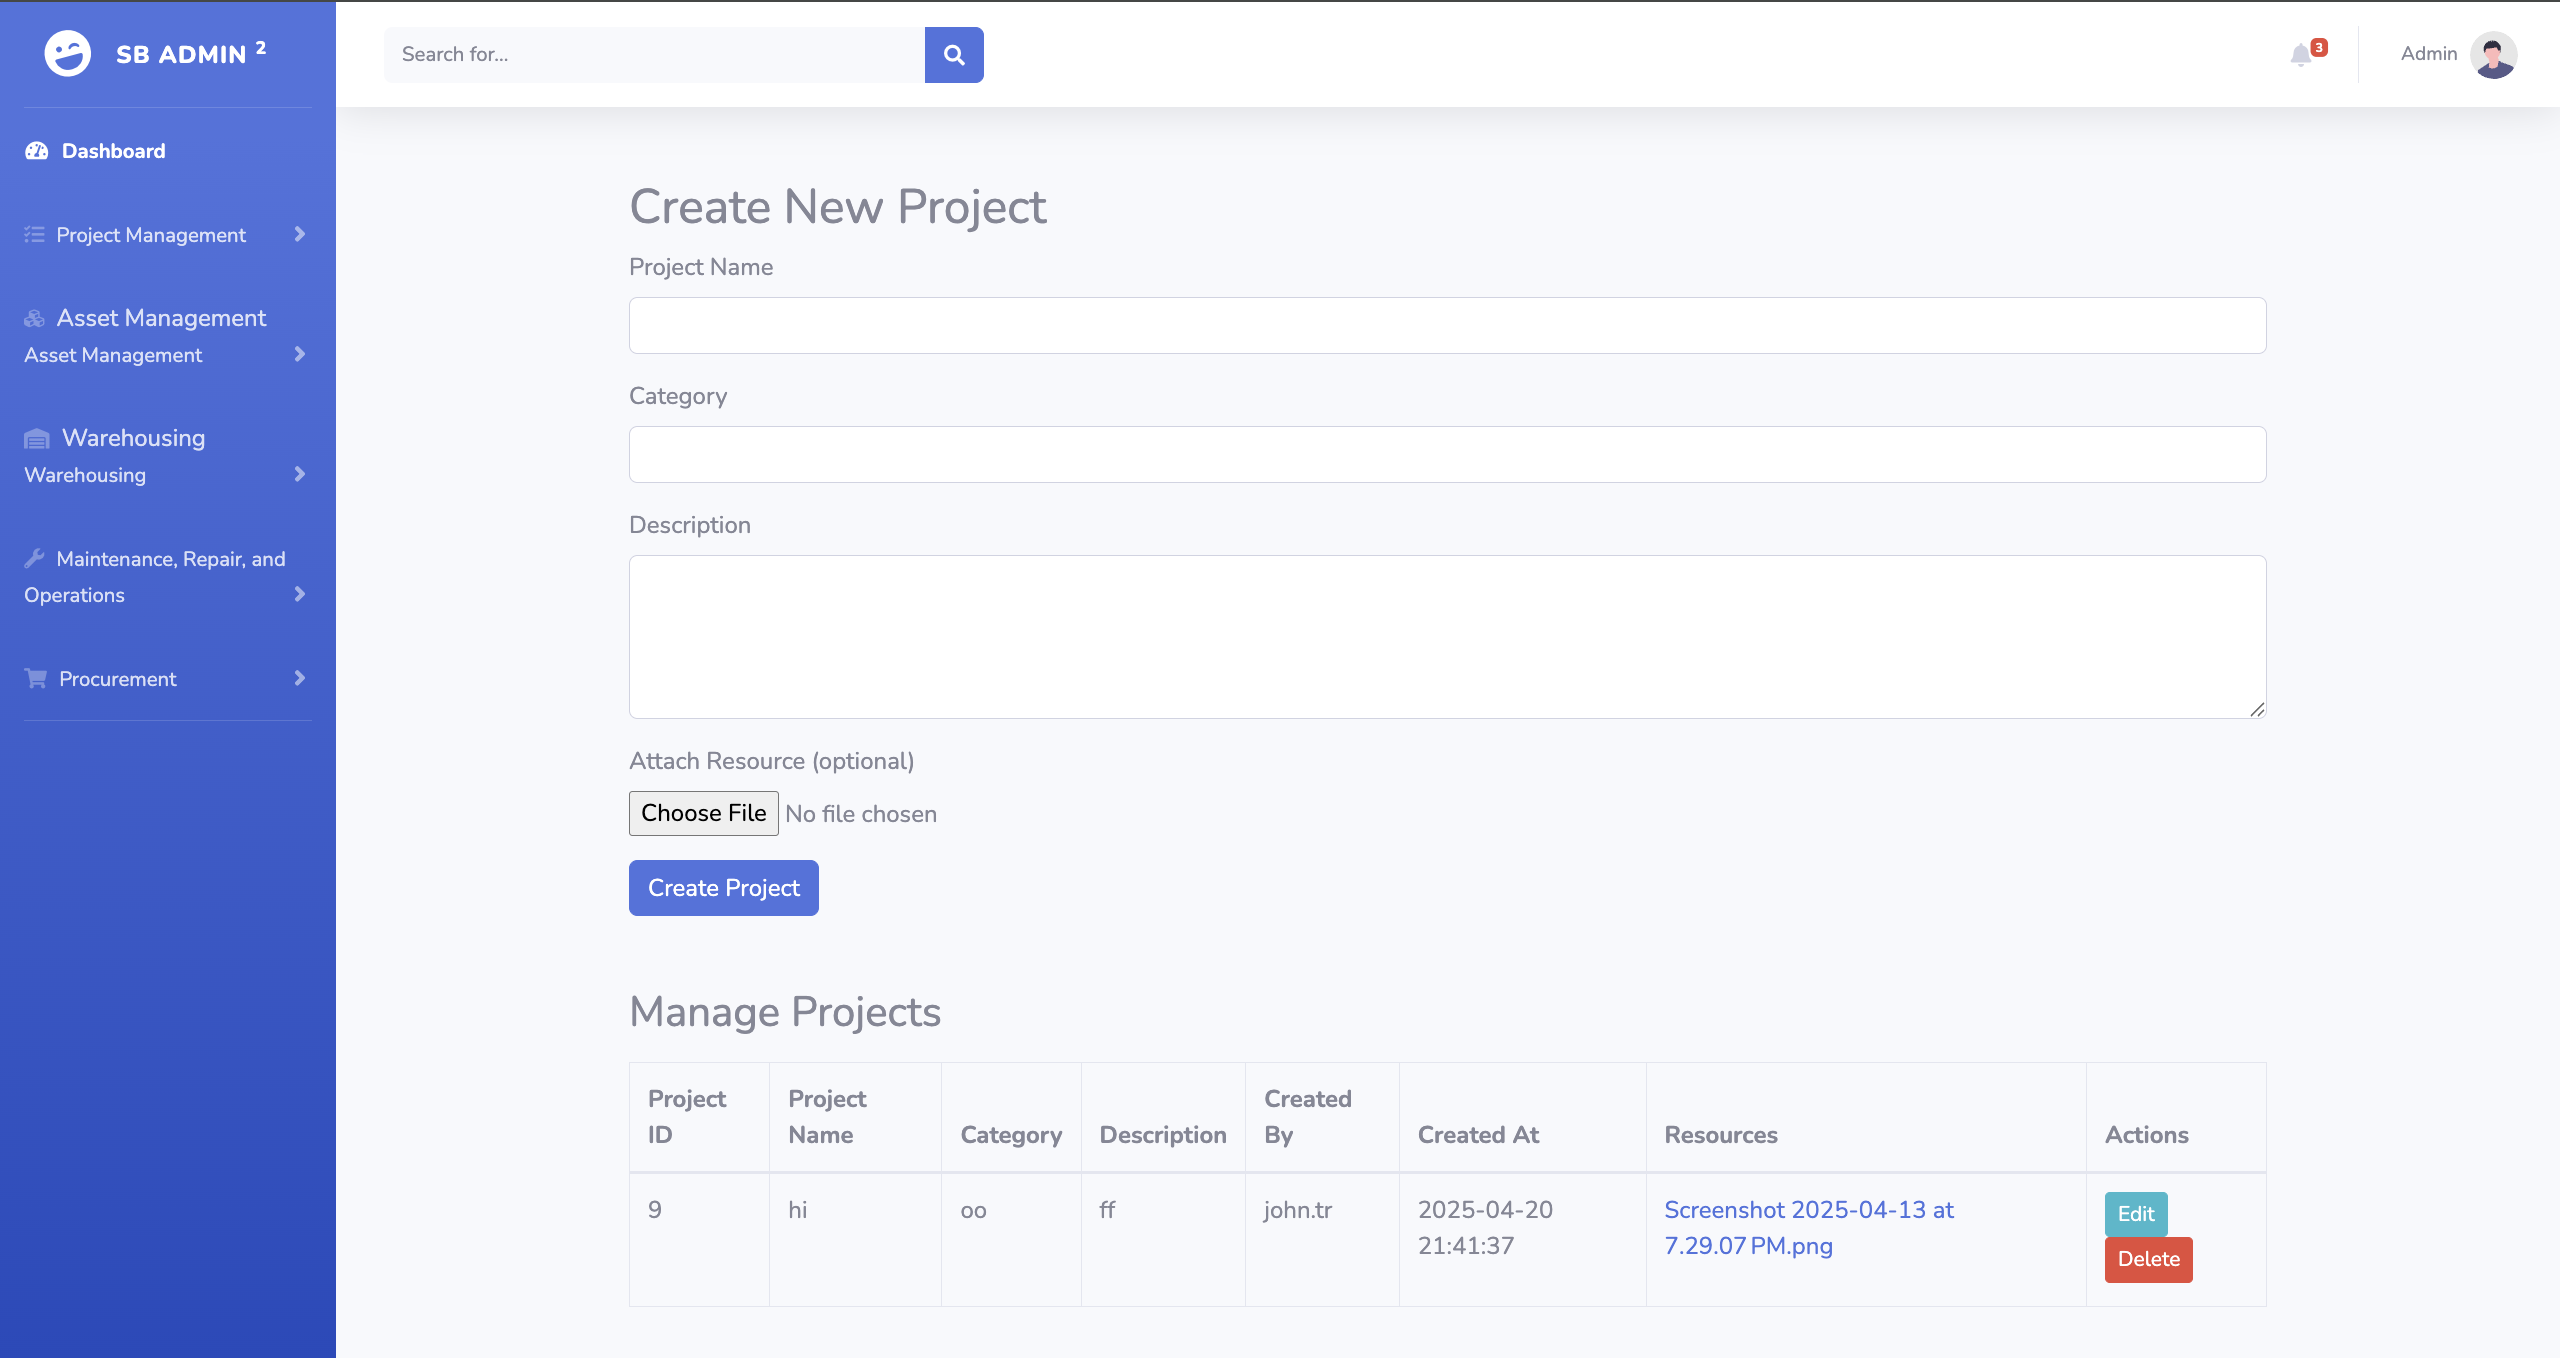 SB ADMIN 2
Search for...
3
Admin
Dashboard
Project Management
Asset Management
Asset Management
Warehousing
Warehousing
Maintenance, Repair, and
Operations
Procurement
Create New Project
Project Name
Category
Description
Attach Resource (optional)
Choose File No file chosen
Create Project
Manage Projects
Project ID
Project Name
Category
Description
Created By
Created At
Resources
Actions
9
hi
oo
ff
john.tr
2025-04-20
21:41:37
Screenshot 2025-04-13 at
7.29.07 PM.png
Edit
Delete